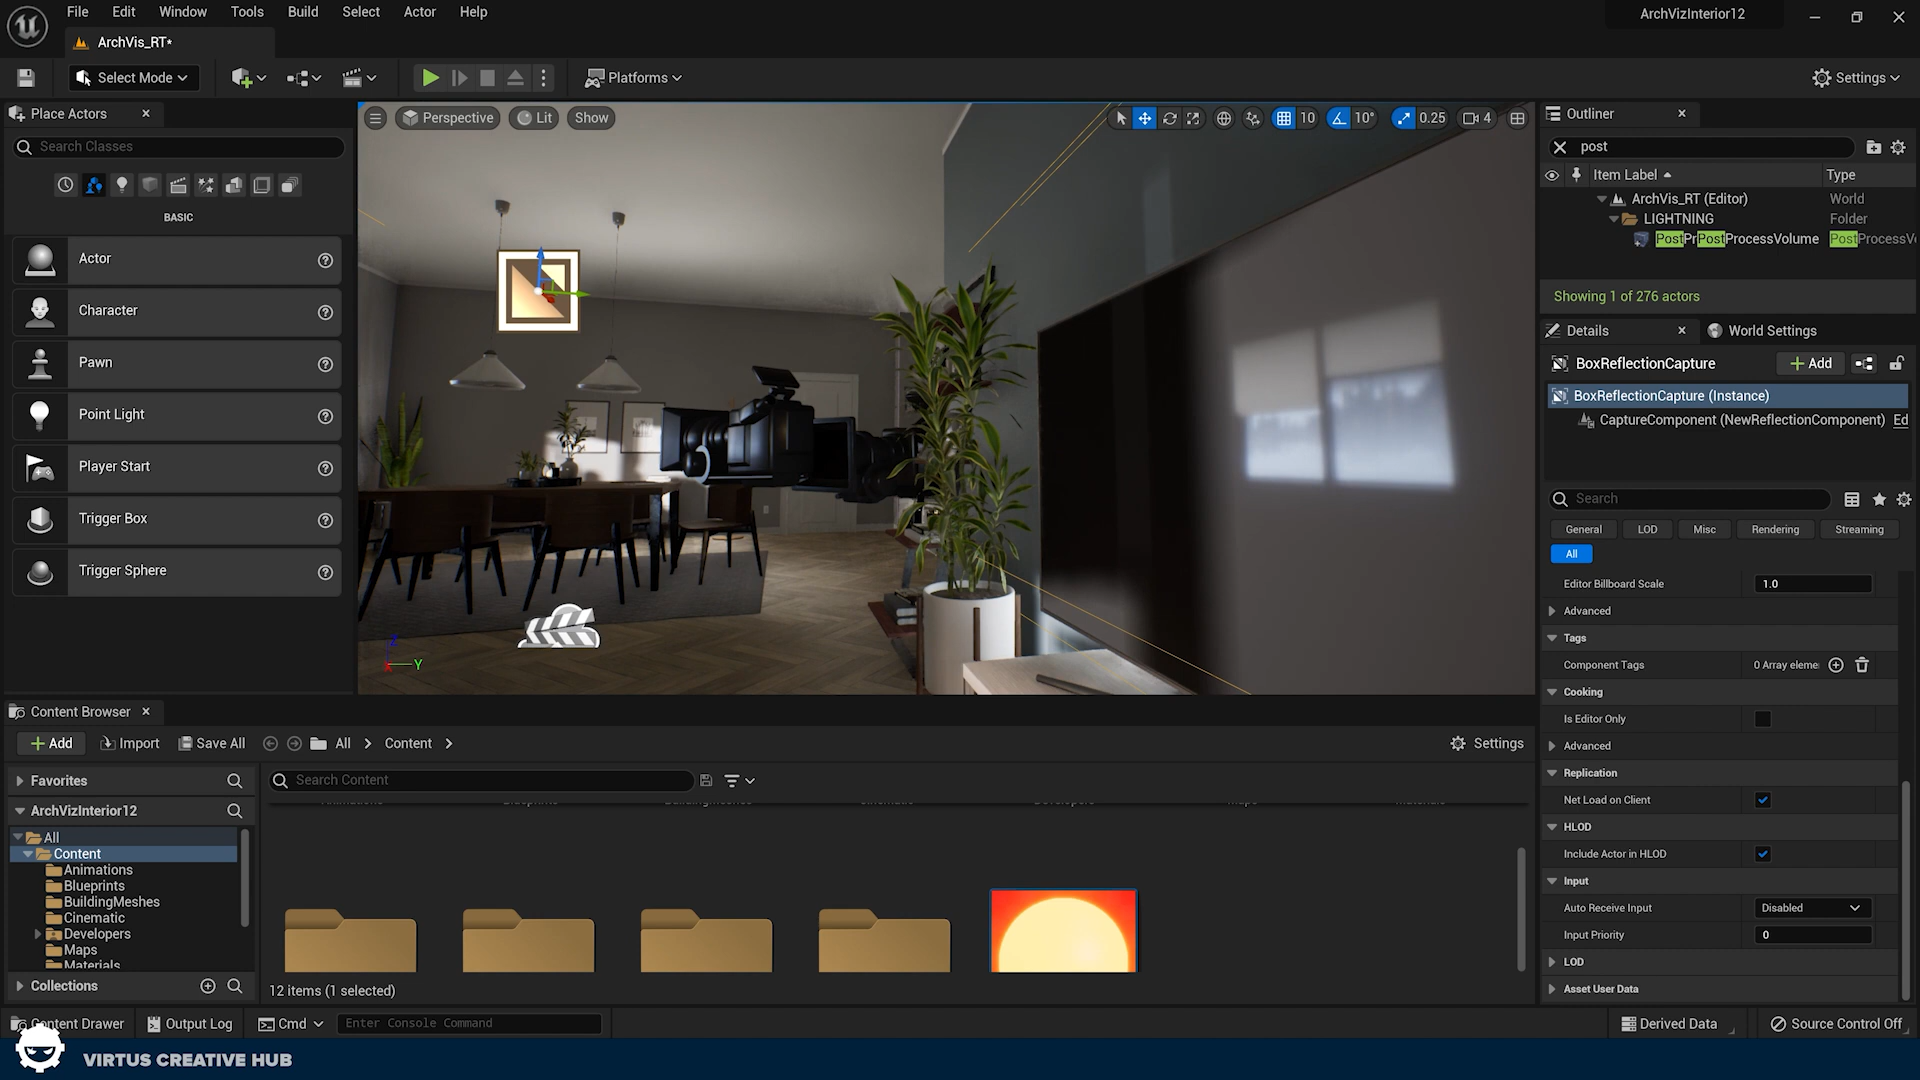 File Edit Window Tools Build Select Actor Help
ArchVizInterior12
ArchVis_RT*
Select Mode
Platforms
Settings
Place Actors
Search Classes
BASIC
Actor
Character
Pawn
Point Light
Player Start
Trigger Box
Trigger Sphere
Perspective
Lit
Show
10
10°
0.25
4
Y
Outliner
post
Item Label
Type
ArchVis_RT (Editor)
World
LIGHTNING
Folder
PostPrPostProcessVolume
PostProcessV
Showing 1 of 276 actors
Details
World Settings
BoxReflectionCapture
Add
BoxReflectionCapture (Instance)
CaptureComponent (NewReflectionComponent)
Ed
Search
General LOD Misc Rendering Streaming
All
Editor Billboard Scale
1.0
Advanced
Tags
Component Tags
0 Array eleme
Cooking
Is Editor Only
Advanced
Replication
Net Load on Client
HLOD
Include Actor in HLOD
Input
Auto Receive Input
Disabled
Input Priority
0
LOD
Asset User Data
Content Browser
Add
Import
Save All
All
Content
Settings
Favorites
Search Content
ArchVizInterior12
All
Content
Animations
Blueprints
BuildingMeshes
Cinematic
Developers
Maps
Materials
Collections
12 items (1 selected)
Content Drawer
Output Log
Cmd
Enter Console Command
Derived Data
Source Control Off
VIRTUS CREATIVE HUB